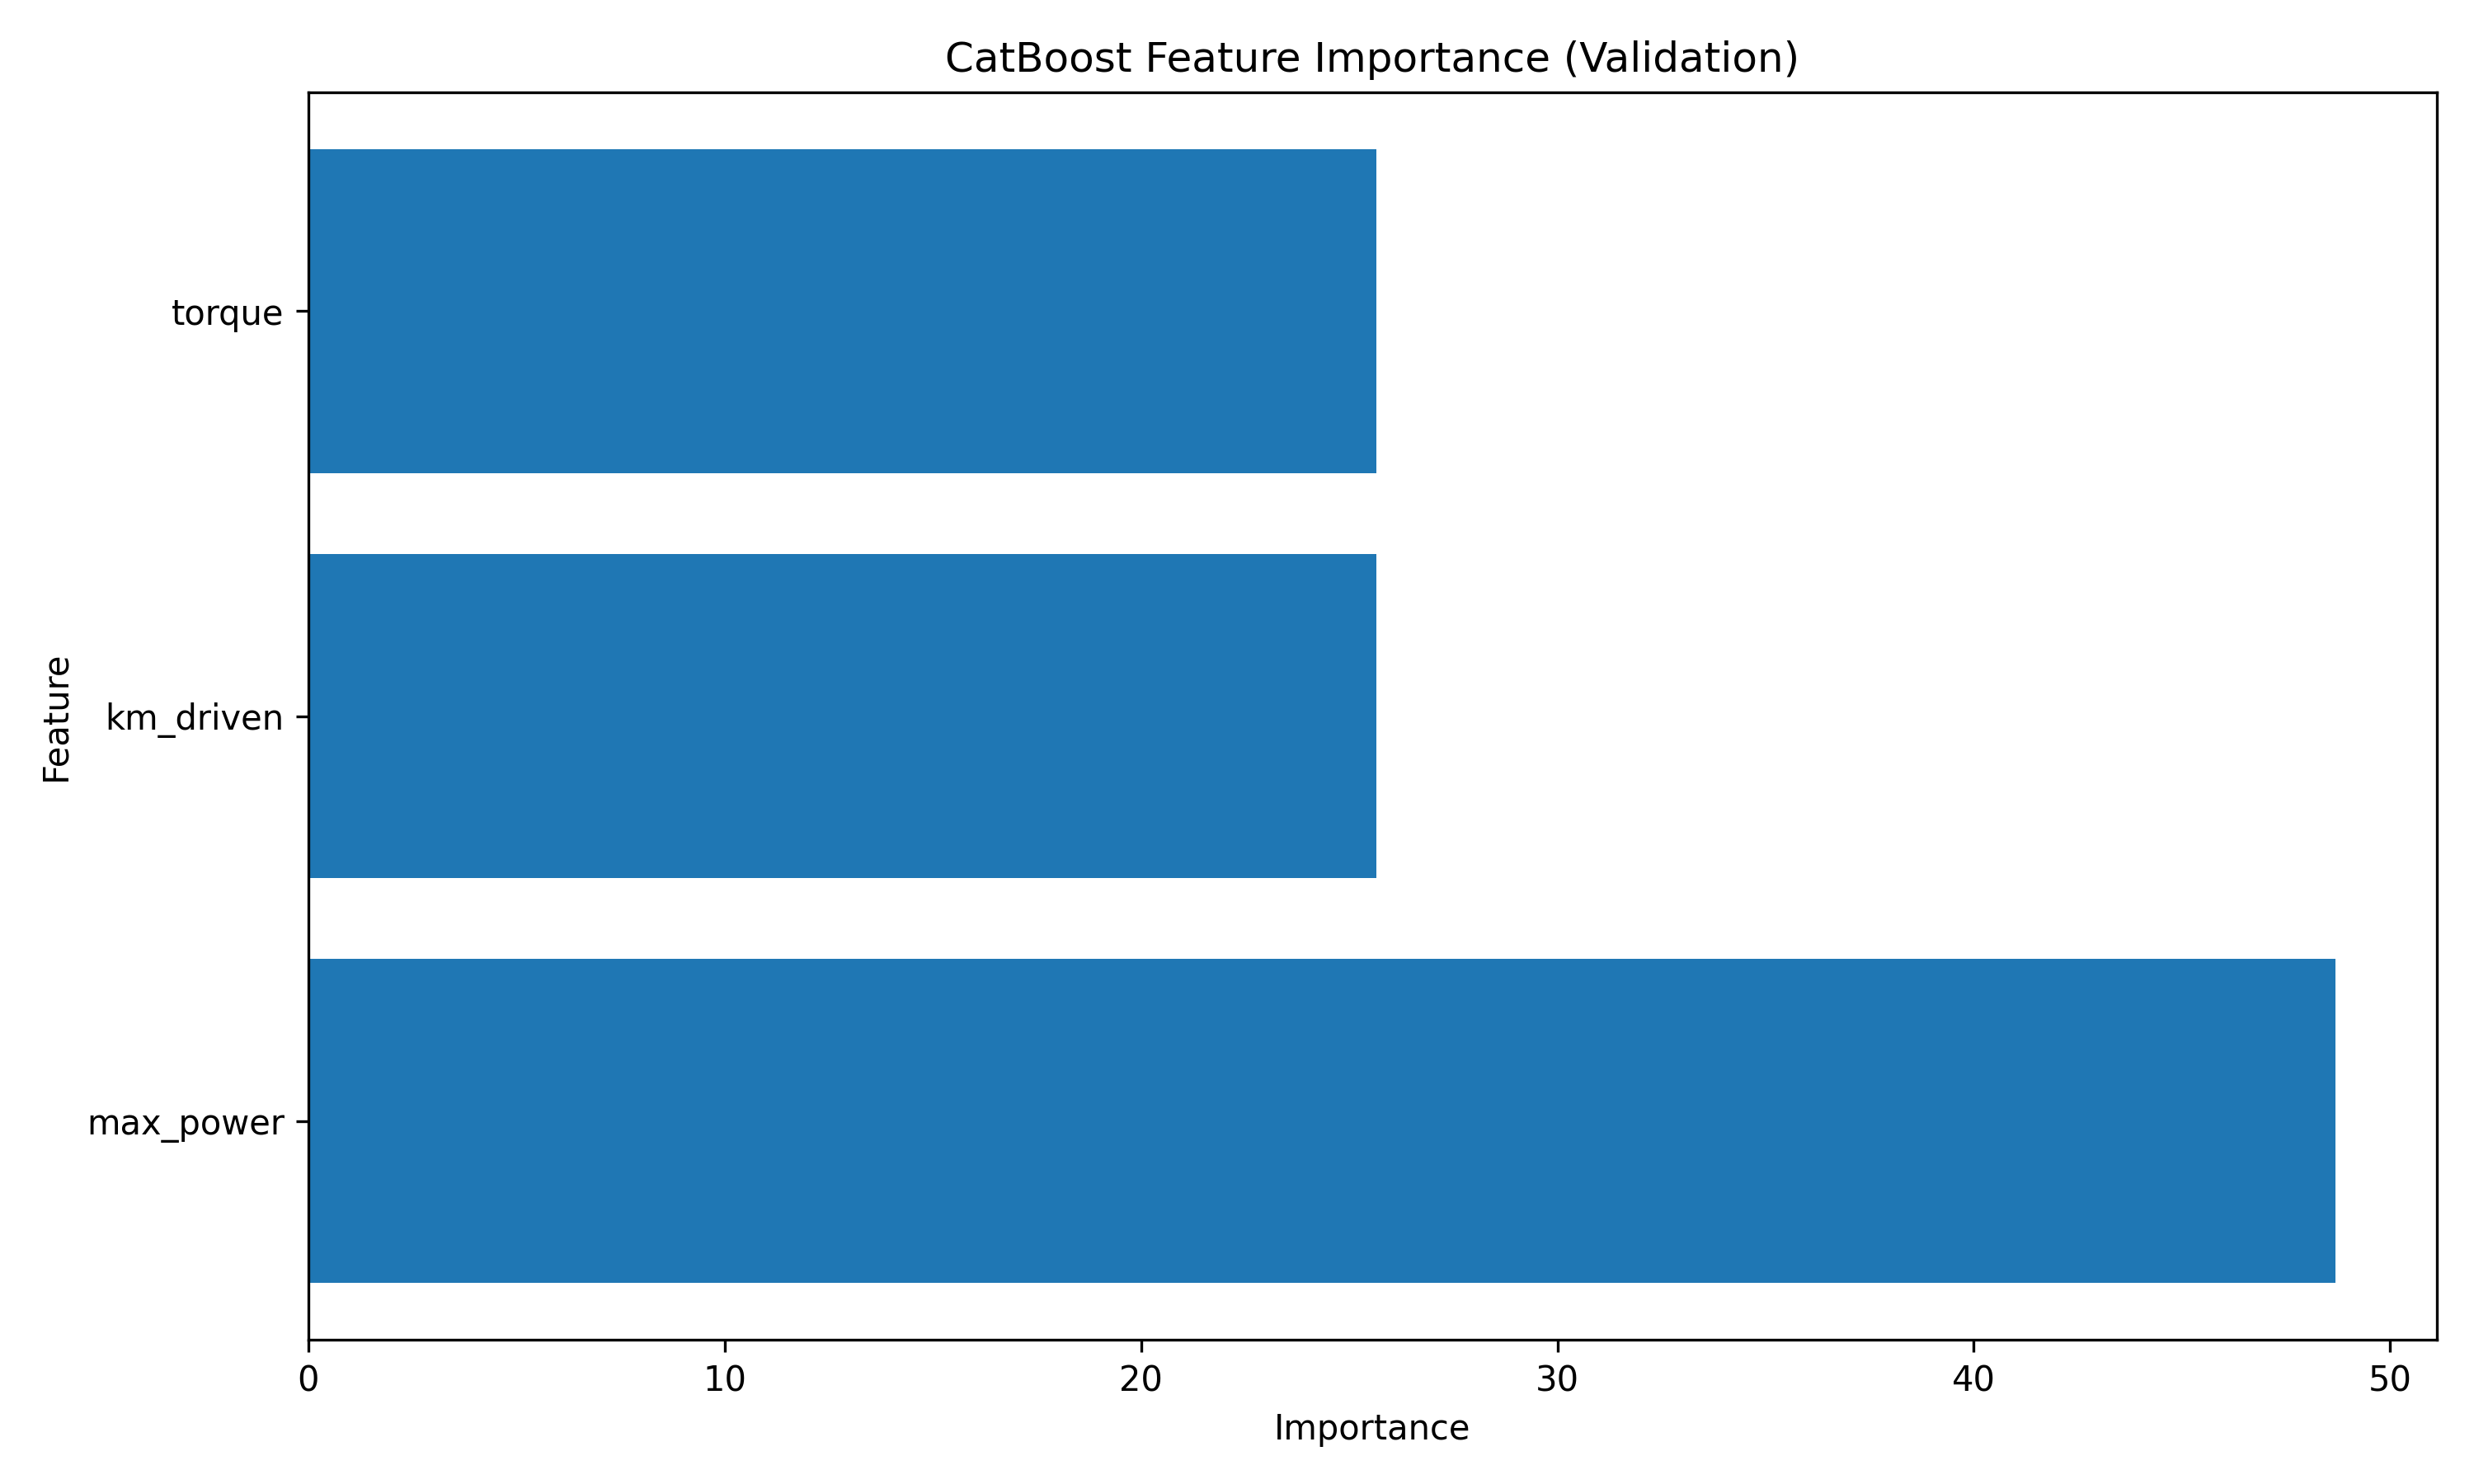 CatBoost Feature Importance (Validation)
torque
km_driven
max_power
Feature
0 10 20 30 40 50
Importance